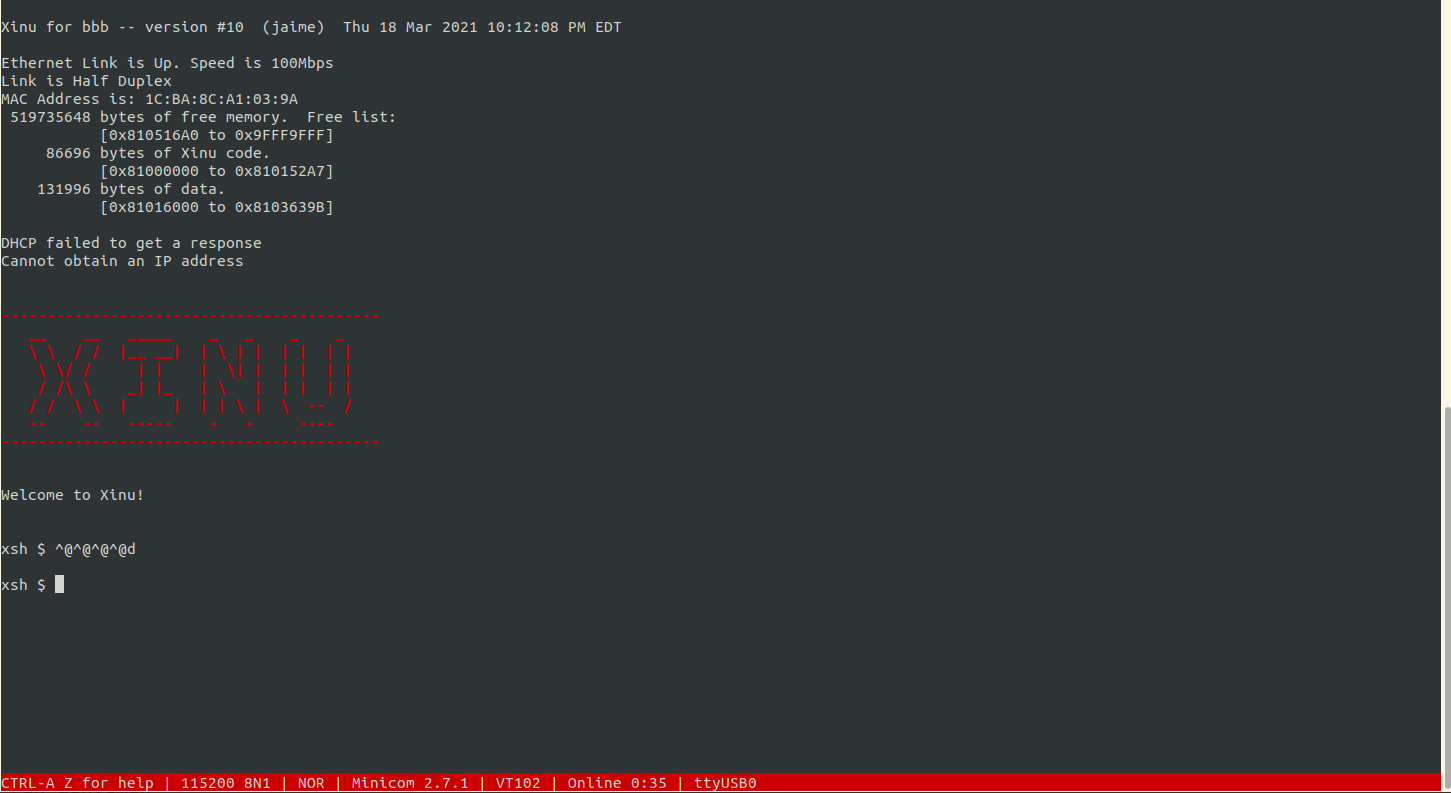 Xinu for bbb -- version #10  (jaime)  Thu 18 Mar 2021 10:12:08 PM EDT
Ethernet Link is Up. Speed is 100Mbps
Link is Half Duplex
MAC Address is: 1C:BA:8C:A1:03:9A
519735648 bytes of free memory.  Free list:
[0x810516A0 to 0x9FFF9FFF]
86696 bytes of Xinu code.
[0x81000000 to 0x810152A7]
131996 bytes of data.
[0x81016000 to 0x8103639B]
DHCP failed to get a response
Cannot obtain an IP address
XINU
Welcome to Xinu!
xsh $ ^@^@^@^@d
xsh $
CTRL-A Z for help | 115200 8N1 | NOR | Minicom 2.7.1 | VT102 | Online 0:35 | ttyUSB0